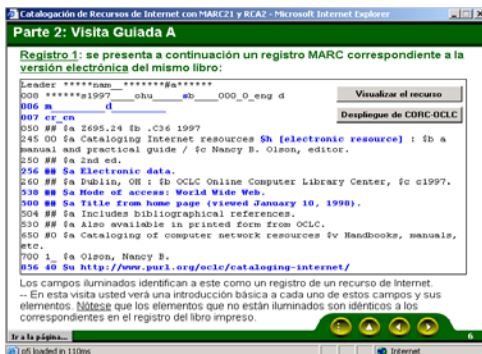 Catalogación de Recursos de Internet con MARC21 y RCA2 - Microsoft Internet Explorer
Parte 2: Visita Guiada A
Registro 1: se presenta a continuación un registro MARC correspondiente a la
versión electrónica del mismo libro:
Leader *****nam__*******#a******
008 ******s1997____ohu_____sb____000_0_eng d
Visualizar el recurso
006 m________d________
Despliegue de CORC-OCLC
007 cr_cn
050 ## $a Z695.24 $b .C36 1997
245 00 $a Cataloging Internet resources $h [electronic resource] : $b a
manual and practical guide / $c Nancy B. Olson, editor.
250 ## $a 2nd ed.
256 ## $a Electronic data.
260 ## $a Dublin, OH : $b OCLC Online Computer Library Center, $c c1997.
538 ## $a Mode of access: World Wide Web.
500 ## $a Title from home page (viewed January 10, 1998).
504 ## $a Includes bibliographical references.
530 ## $a Also available in printed form from OCLC.
650 #0 $a Cataloging of computer network resources $v Handbooks, manuals,
etc.
700 1_ $a Olson, Nancy B.
856 40 $u http://www.purl.org/oclc/cataloging-internet/
Los campos iluminados identifican a este como un registro de un recurso de Internet.
-- En esta visita usted verá una introducción básica a cada uno de estos campos y sus
elementos. Nótese que los elementos que no están iluminados son idénticos a los
correspondientes en el registro del libro impreso.
Ir a la página...
6
p5 loaded in 110ms
Internet